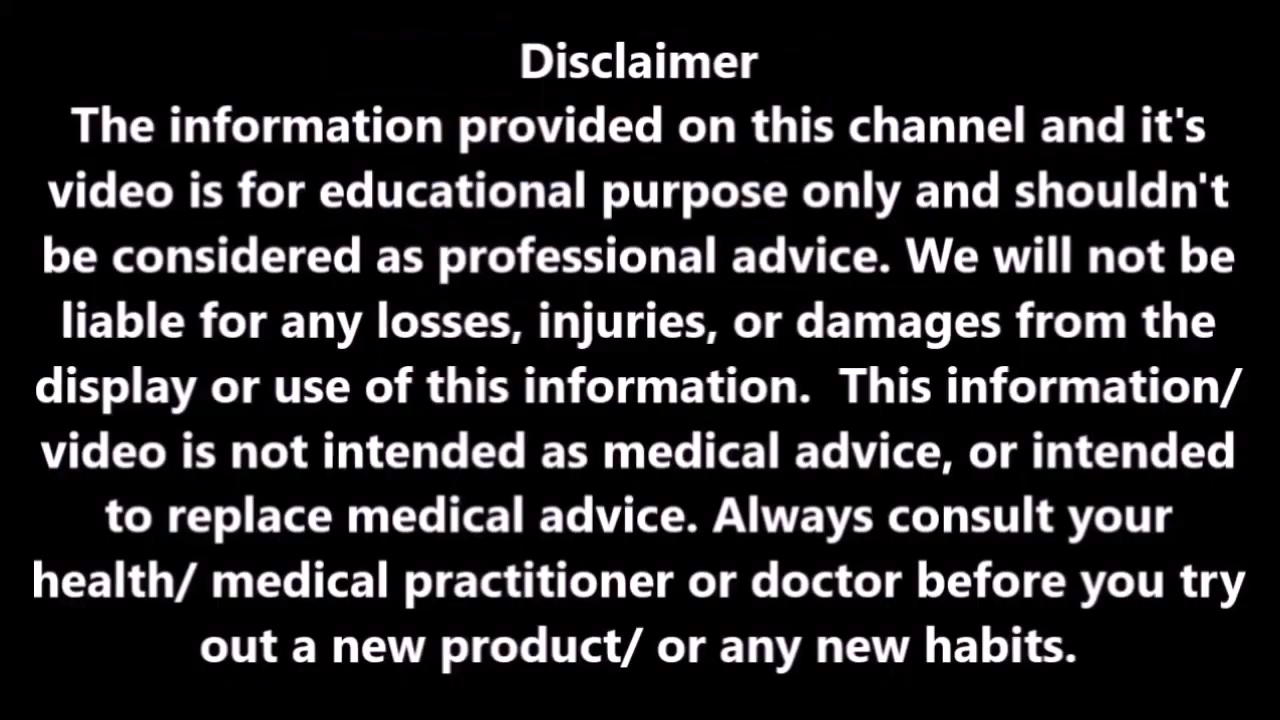 Disclaimer
The information provided on this channel and it's
video is for educational purpose only and shouldn't
be considered as professional advice. We will not be
liable for any losses, injuries, or damages from the
display or use of this information.  This information/
video is not intended as medical advice, or intended
to replace medical advice. Always consult your
health/ medical practitioner or doctor before you try
out a new product/ or any new habits.